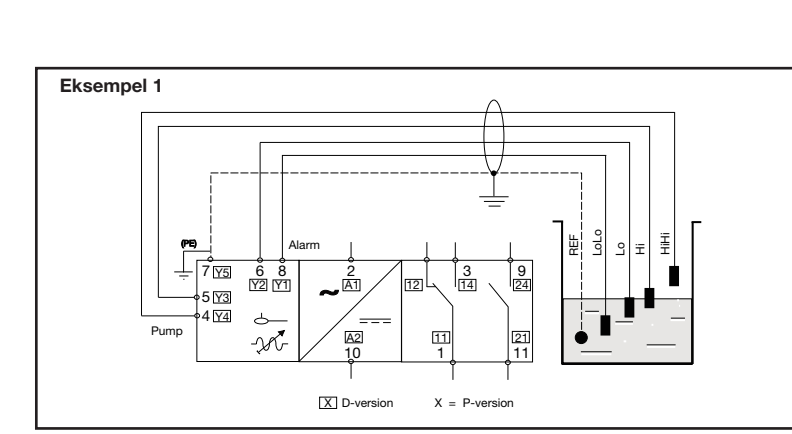 Eksempel 1
REF
LoLo
Lo
Hi
HiHi
(PE)
Alarm
7 Y5
6
8
2
3
9
Y2
Y1
A1
12
14
24
5 Y3
4 Y4
Pump
A2
11
21
10
1
11
X D-version
X = P-version